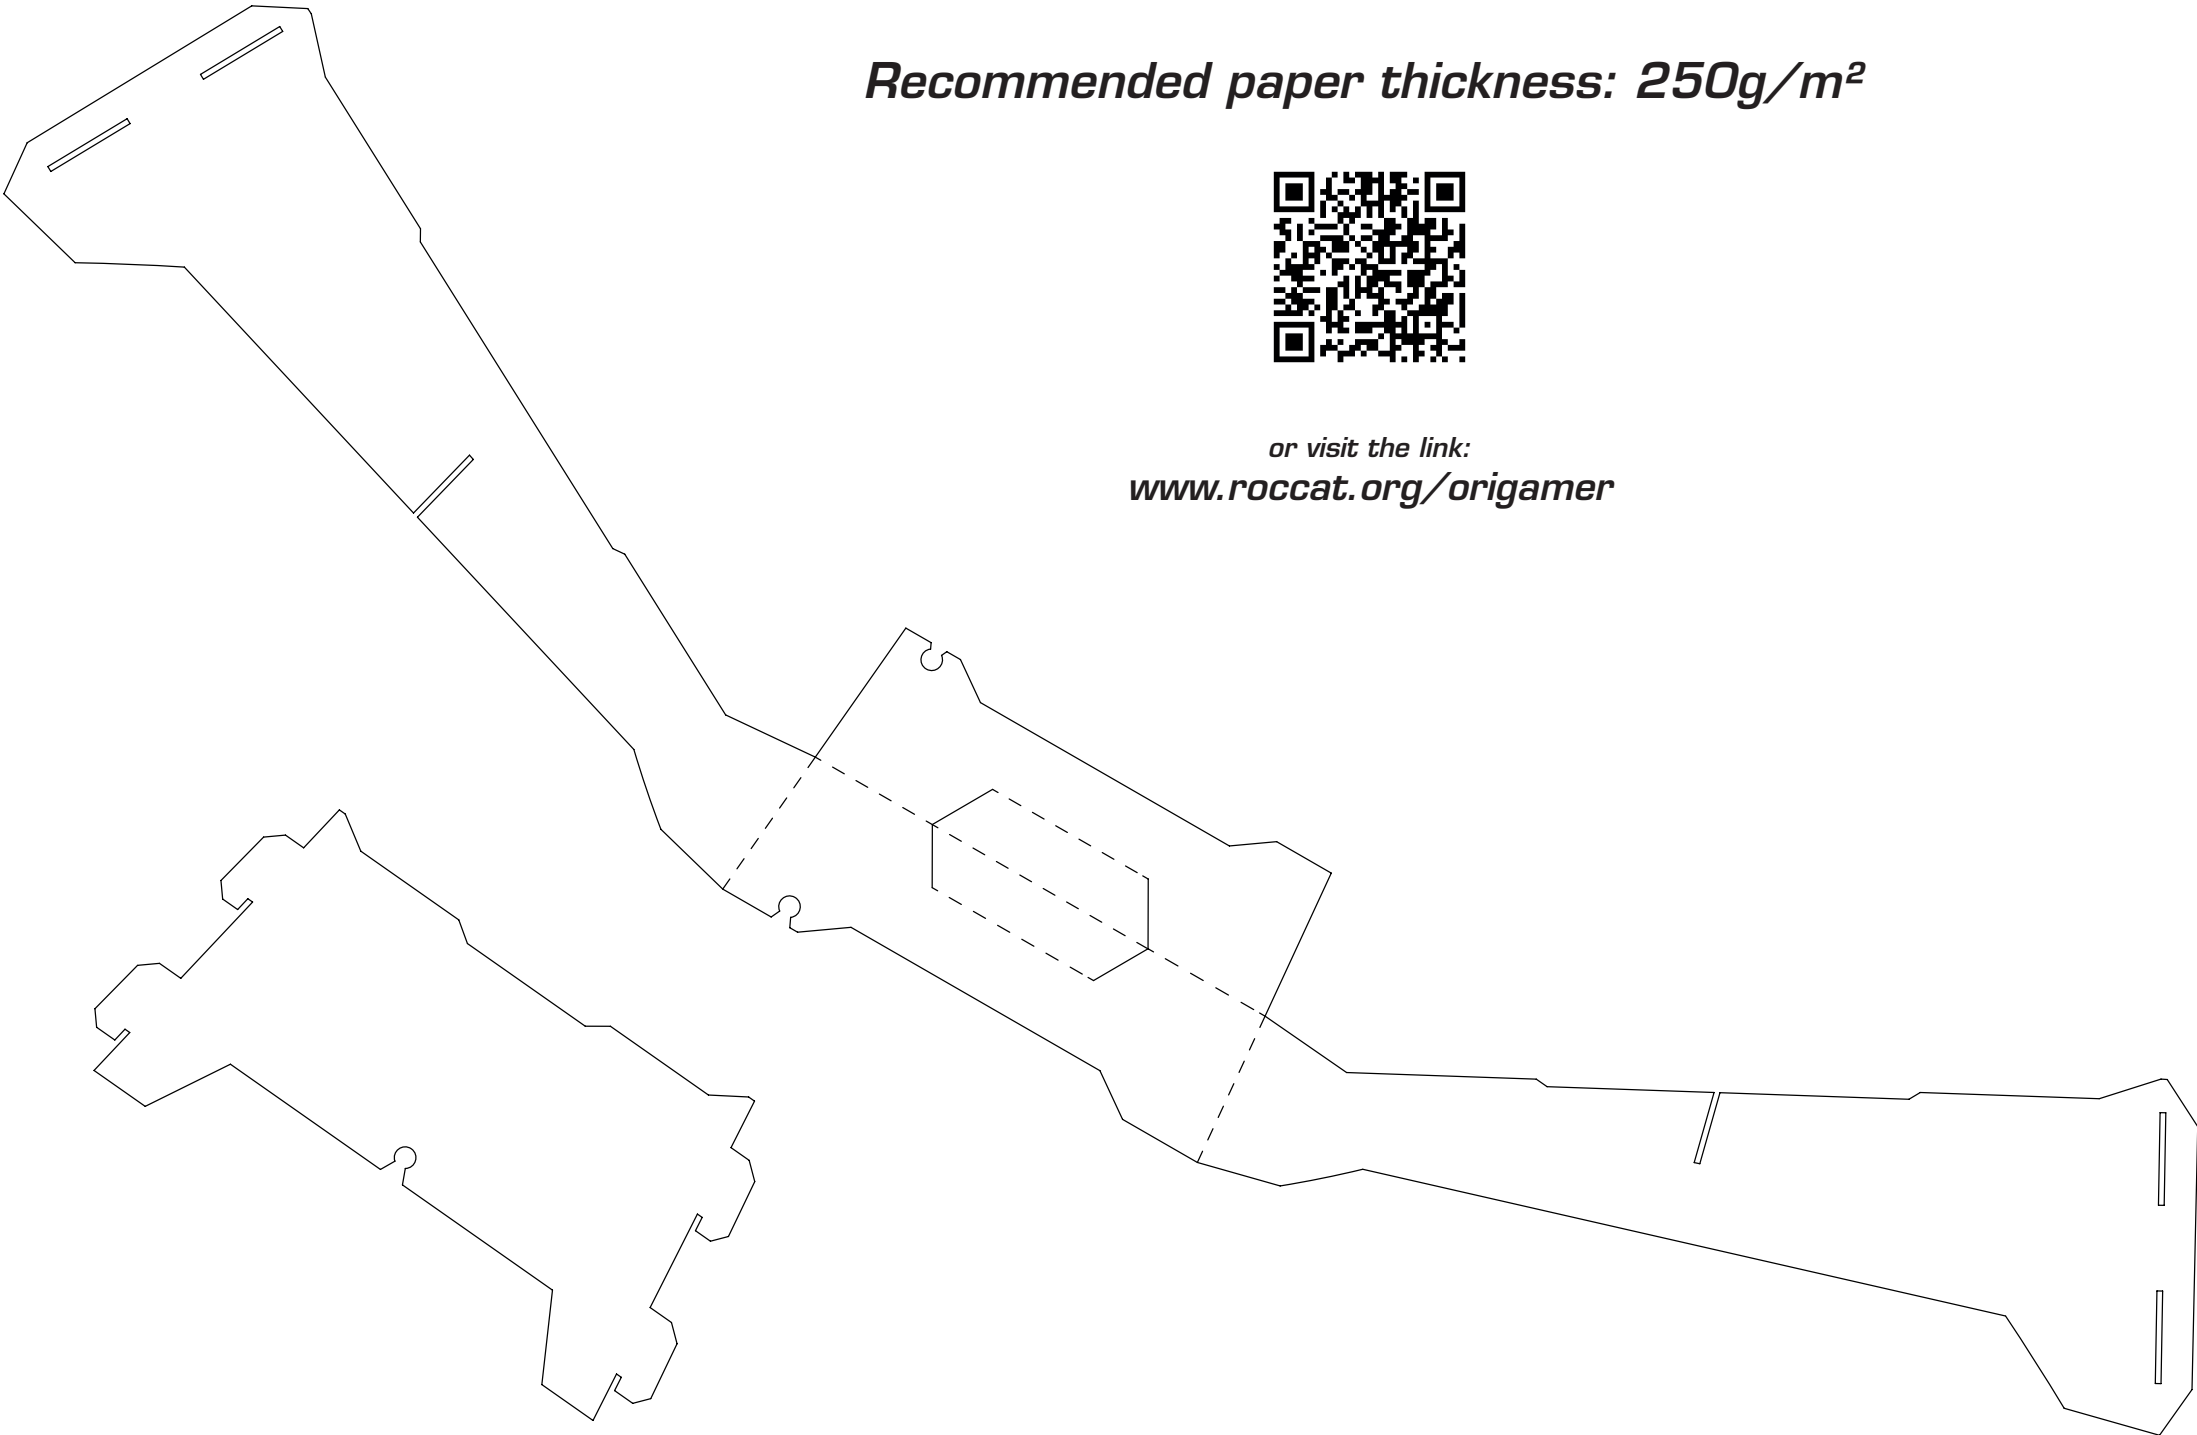 Recommended paper thickness: 250g/m²
or visit the link:
www.roccat.org/origamer